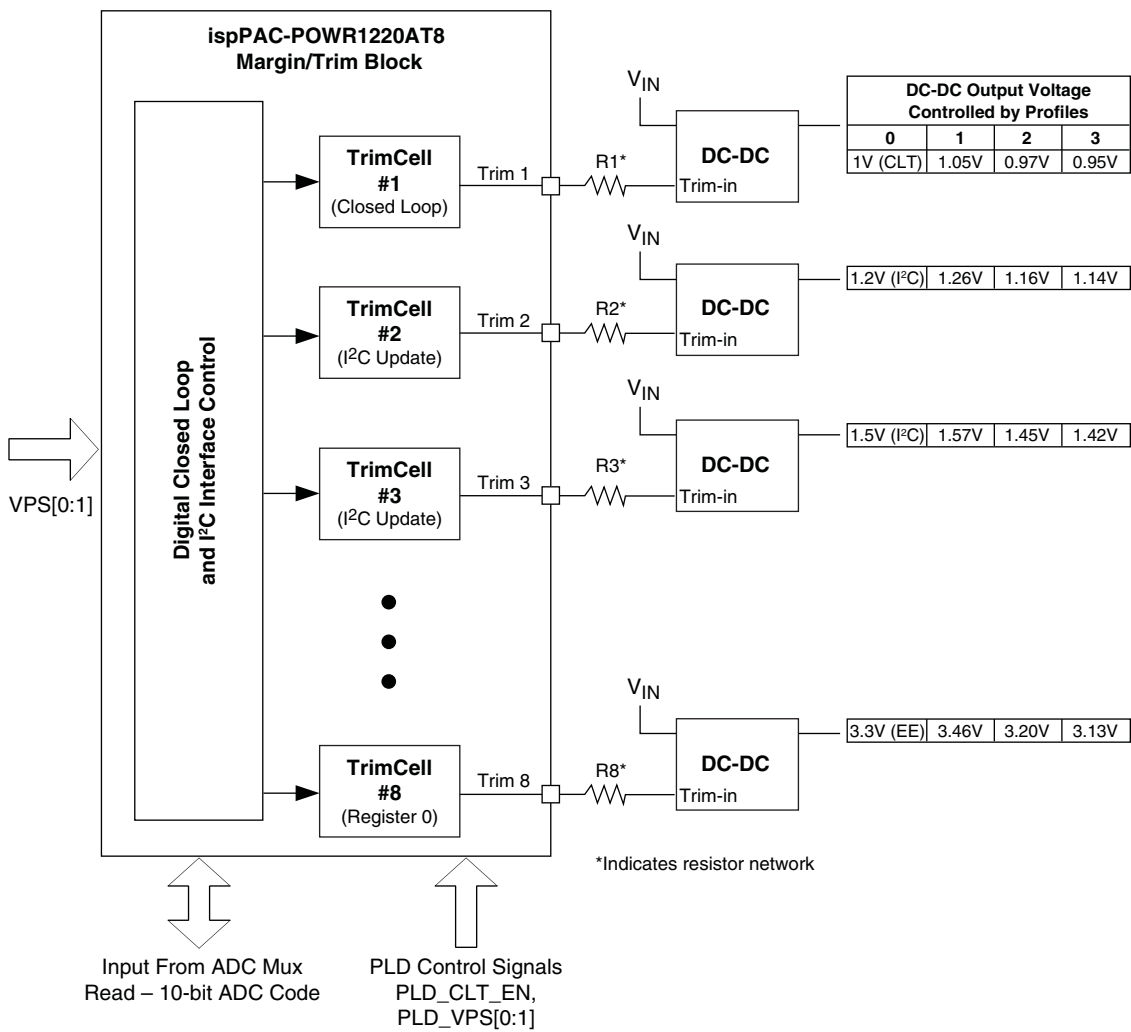 ispPAC-POWR1220AT8
Margin/Trim Block
Digital Closed Loop
and I²C Interface Control
VPS[0:1]
TrimCell
#1
(Closed Loop)
Trim 1
R1*
VIN
DC-DC
Trim-in
DC-DC Output Voltage
Controlled by Profiles
0 1 2 3
1V (CLT) 1.05V 0.97V 0.95V
TrimCell
#2
(I²C Update)
Trim 2
R2*
VIN
DC-DC
Trim-in
1.2V (I²C) 1.26V 1.16V 1.14V
TrimCell
#3
(I²C Update)
Trim 3
R3*
VIN
DC-DC
Trim-in
1.5V (I²C) 1.57V 1.45V 1.42V
TrimCell
#8
(Register 0)
Trim 8
R8*
VIN
DC-DC
Trim-in
3.3V (EE) 3.46V 3.20V 3.13V
*Indicates resistor network
Input From ADC Mux
Read – 10-bit ADC Code
PLD Control Signals
PLD_CLT_EN,
PLD_VPS[0:1]